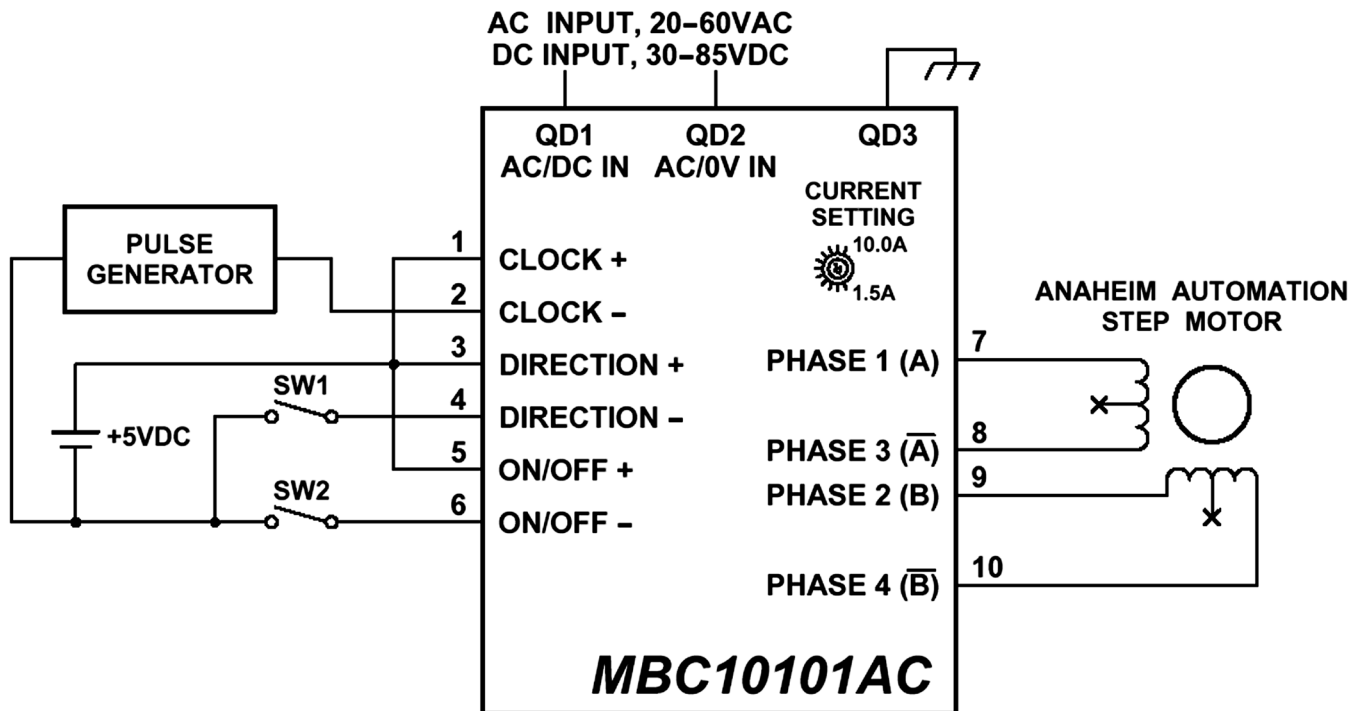 AC INPUT, 20–60VAC
DC INPUT, 30–85VDC
QD1
AC/DC IN
QD2
AC/0V IN
QD3
CURRENT
SETTING
10.0A
1.5A
PULSE
GENERATOR
+5VDC
SW1
SW2
1
CLOCK +
2
CLOCK –
3
DIRECTION +
4
DIRECTION –
5
ON/OFF +
6
ON/OFF –
ANAHEIM AUTOMATION
STEP MOTOR
PHASE 1 (A)
7
PHASE 3 (A̅)
8
PHASE 2 (B)
9
PHASE 4 (B̅)
10
MBC10101AC